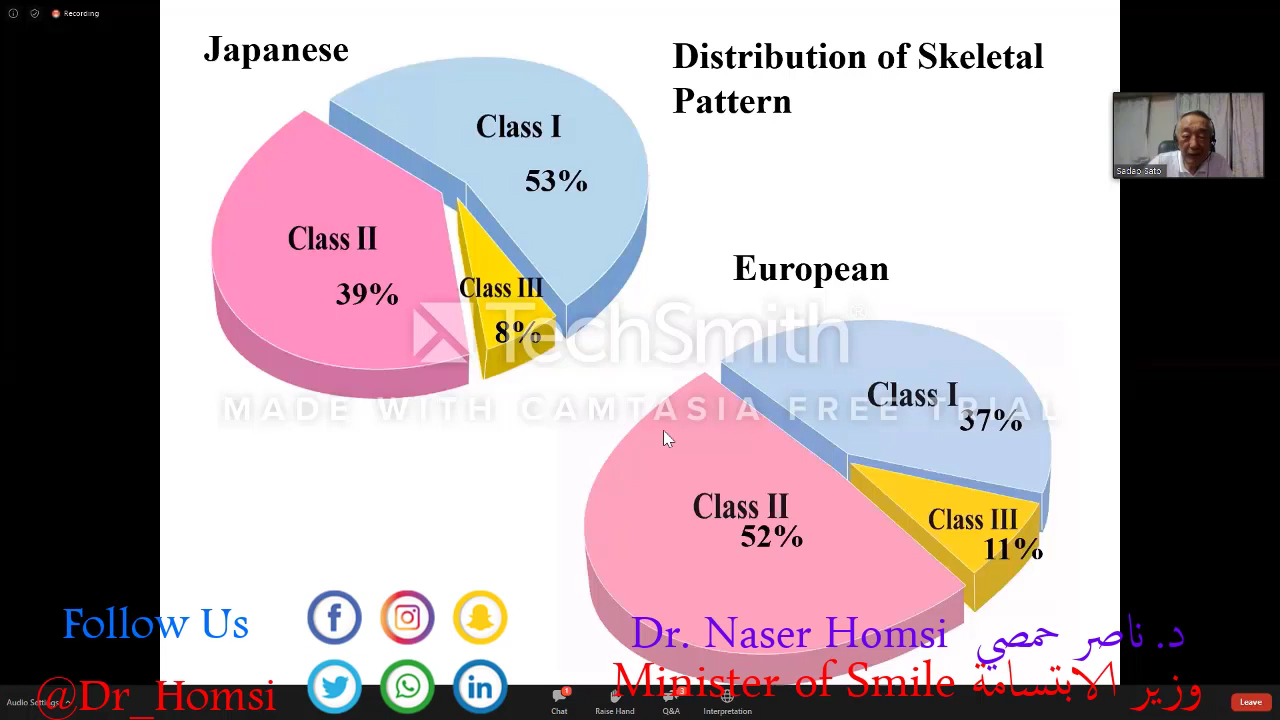 Recording
Japanese
Distribution of Skeletal
Pattern
Class I
53%
Class II
39%
Class III
8%
Sadao Sato
European
Class I
37%
Class II
52%
Class III
11%
TechSmith
MADE WITH CAMTASIA FREE TRIAL
Follow Us
@Dr_Homsi
Dr. Naser Homsi د. ناصر حمصي
Minister of Smile وزير الابتسامة
Audio Settings
1
Chat
Raise Hand
3
Q&A
Interpretation
Leave